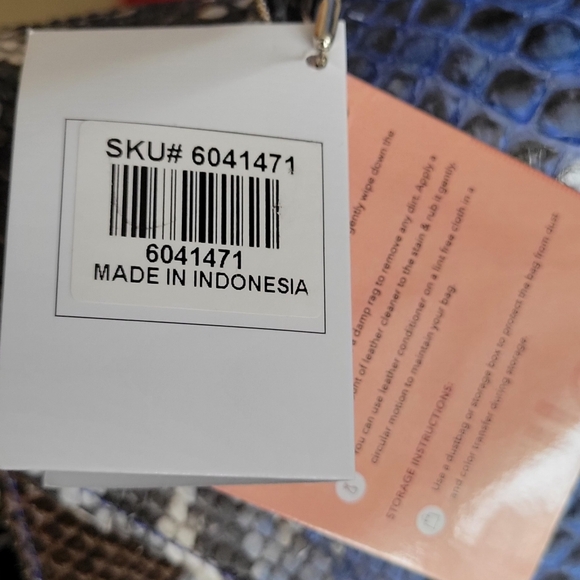 SKU# 6041471
6041471
MADE IN INDONESIA
gently wipe down the
a damp rag to remove any dirt. Apply a
of leather cleaner to the stain & rub it gently.
You can use leather conditioner on a lint free cloth in a
circular motion to maintain your bag.
STORAGE INSTRUCTIONS:
Use a dustbag or storage box to protect the bag from dust
and color transfer during storage.